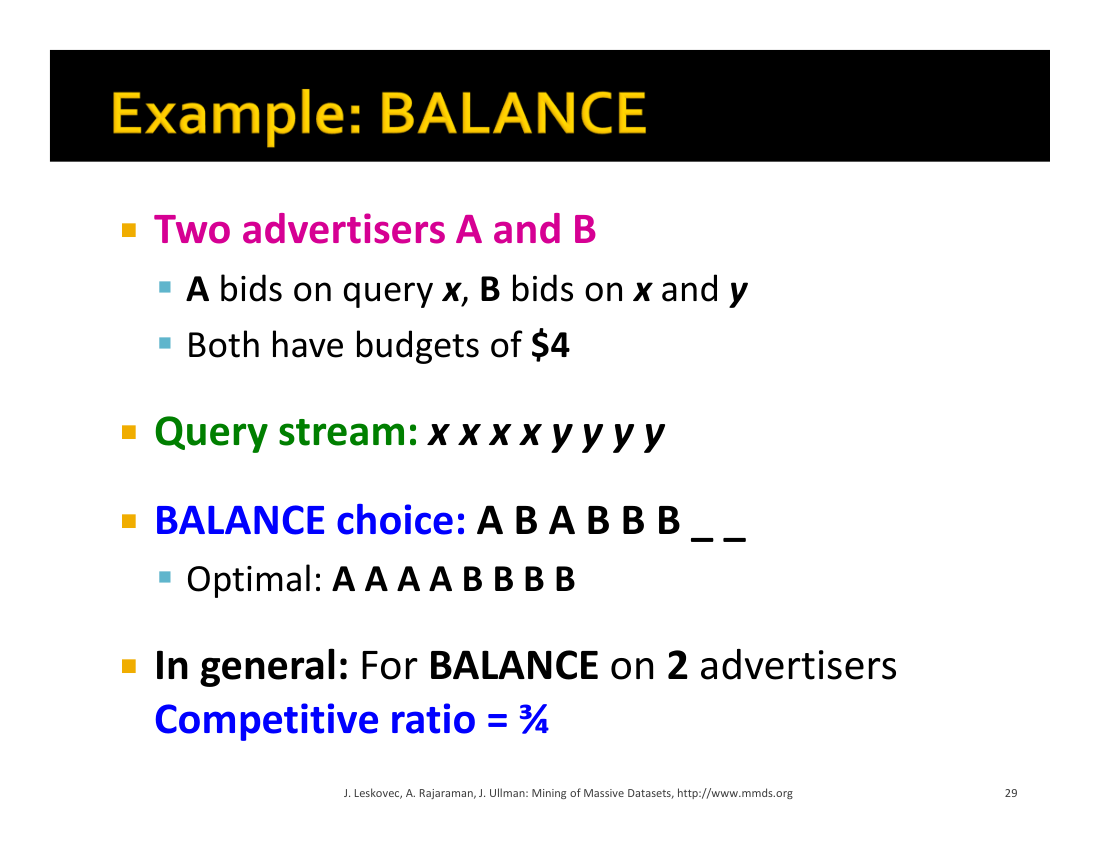 Example: BALANCE
Two advertisers A and B
A bids on query x, B bids on x and y
Both have budgets of $4
Query stream: x x x x y y y y
BALANCE choice: A B A B B B _ _
Optimal: A A A A B B B B
In general: For BALANCE on 2 advertisers
Competitive ratio = ¾
J. Leskovec, A. Rajaraman, J. Ullman: Mining of Massive Datasets, http://www.mmds.org
29